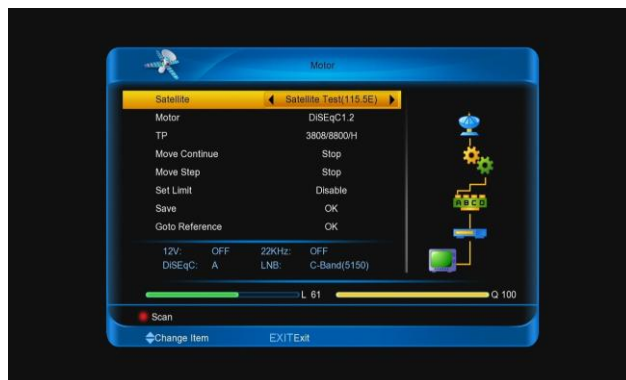 Motor
Satellite Satellite Test(115.5E)
Motor DiSEqC1.2
TP 3808/8800/H
Move Continue Stop
Move Step Stop
Set Limit Disable
Save OK
Goto Reference OK
12V: OFF 22KHz: OFF
DiSEqC: A LNB: C-Band(5150)
ABCD
L 61 Q 100
Scan
Change Item EXITExit